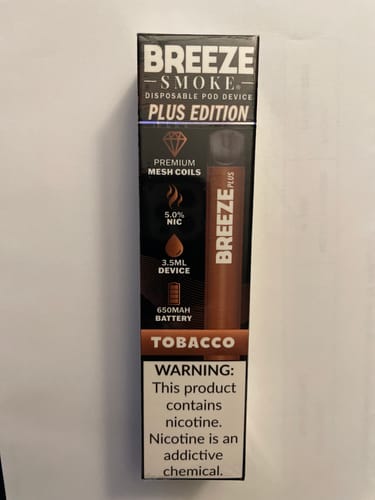 BREEZE
SMOKE®
DISPOSABLE POD DEVICE
PLUS EDITION
PREMIUM
MESH COILS
5.0%
NIC
3.5ML
DEVICE
650MAH
BATTERY
BREEZE PLUS
TOBACCO
WARNING:
This product
contains
nicotine.
Nicotine is an
addictive
chemical.